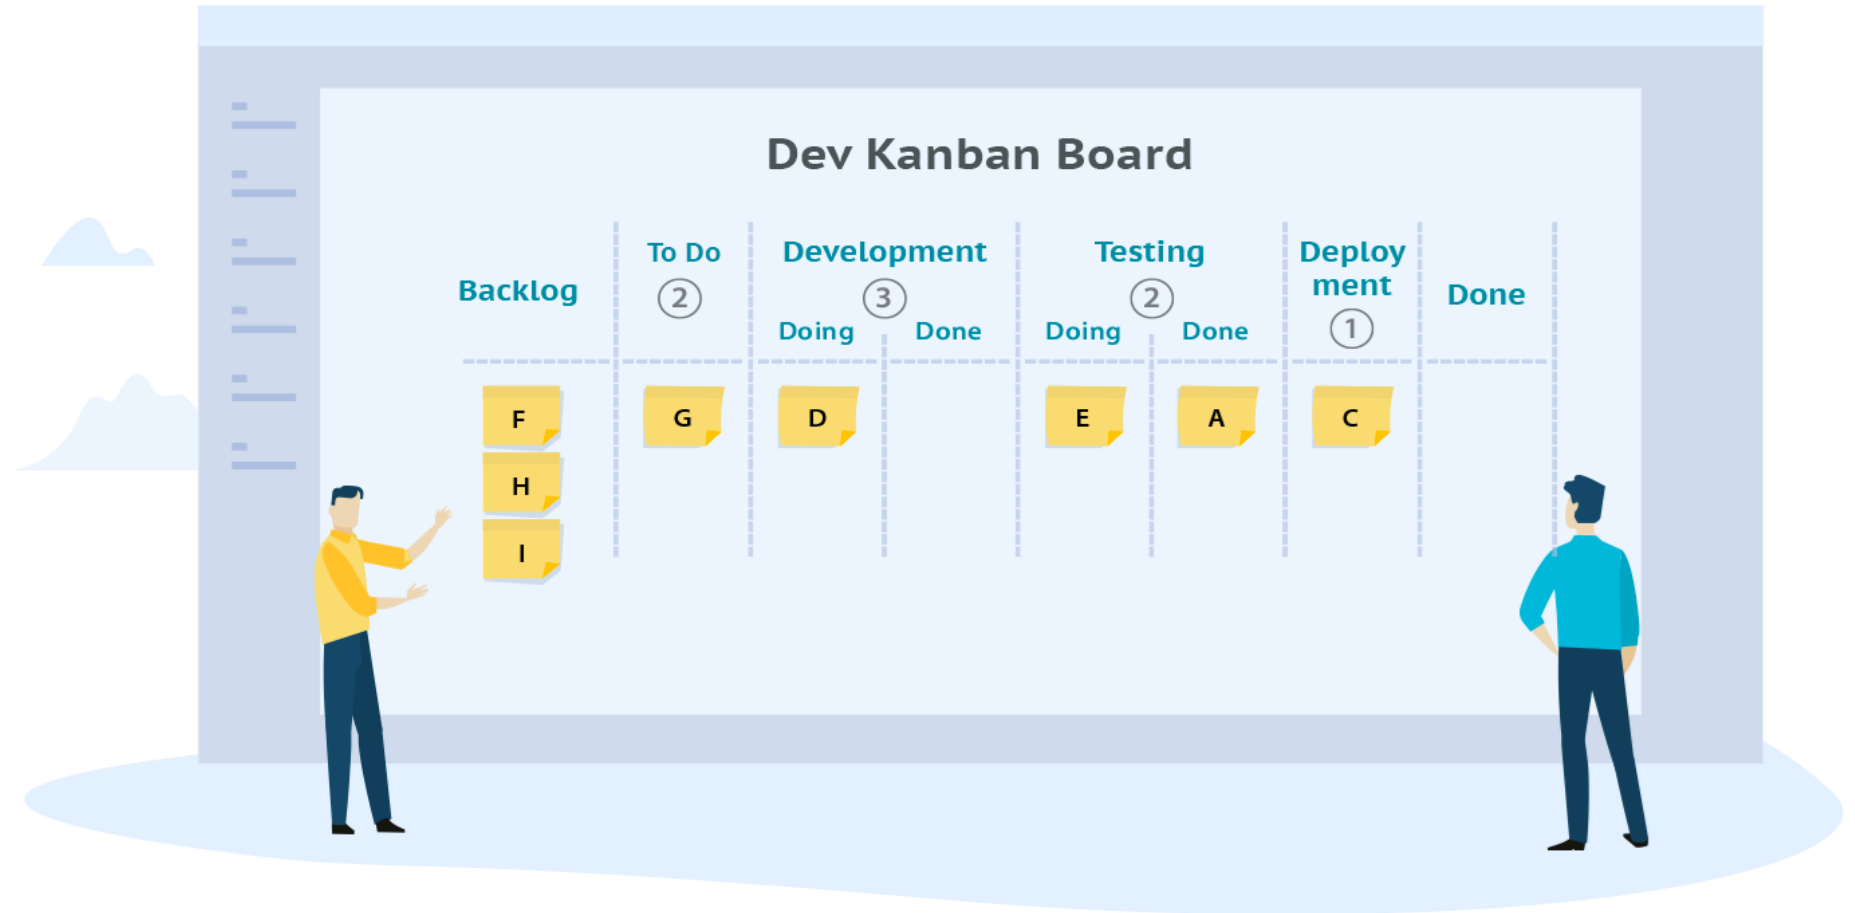 Dev Kanban Board
Backlog
To Do
2
Development
3
Doing Done
Testing
2
Doing Done
Deploy
ment
1
Done
F G D E A C
H
I